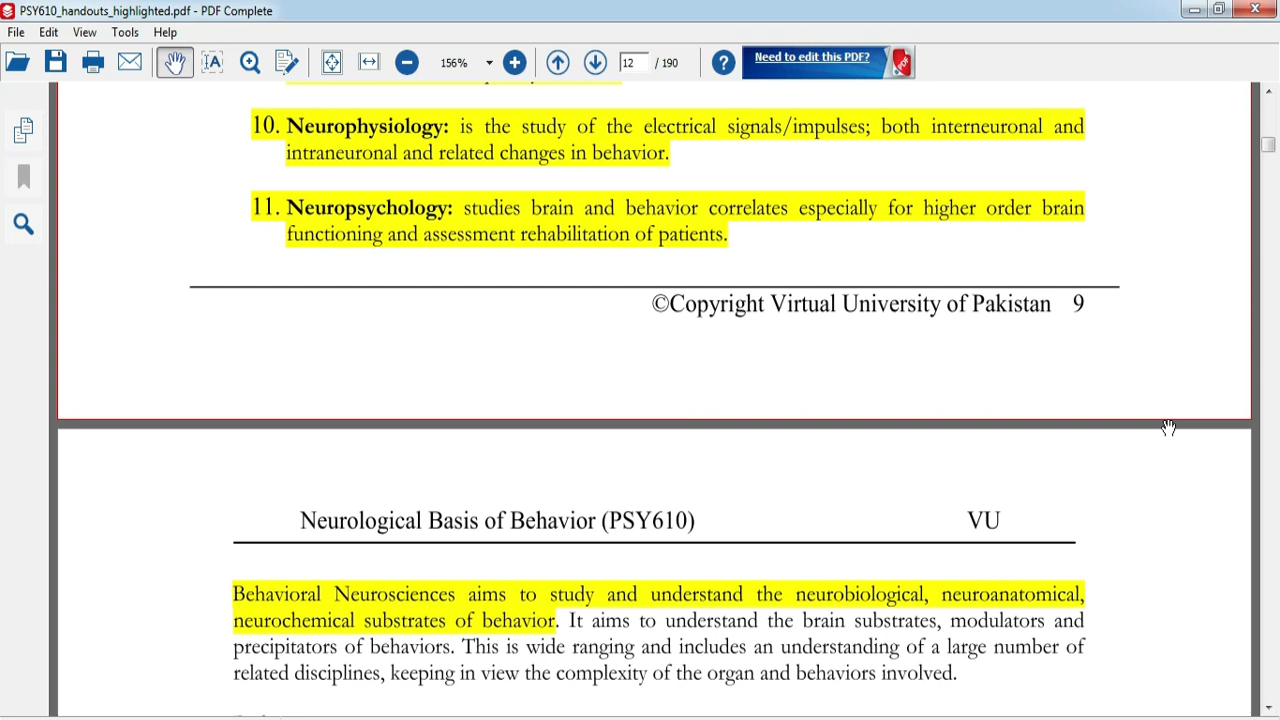 PSY610_handouts_highlighted.pdf - PDF Complete
File Edit View Tools Help
156% 12 / 190 Need to edit this PDF?
10. Neurophysiology: is the study of the electrical signals/impulses; both interneuronal and
intraneuronal and related changes in behavior.
11. Neuropsychology: studies brain and behavior correlates especially for higher order brain
functioning and assessment rehabilitation of patients.
©Copyright Virtual University of Pakistan 9
Neurological Basis of Behavior (PSY610) VU
Behavioral Neurosciences aims to study and understand the neurobiological, neuroanatomical,
neurochemical substrates of behavior. It aims to understand the brain substrates, modulators and
precipitators of behaviors. This is wide ranging and includes an understanding of a large number of
related disciplines, keeping in view the complexity of the organ and behaviors involved.